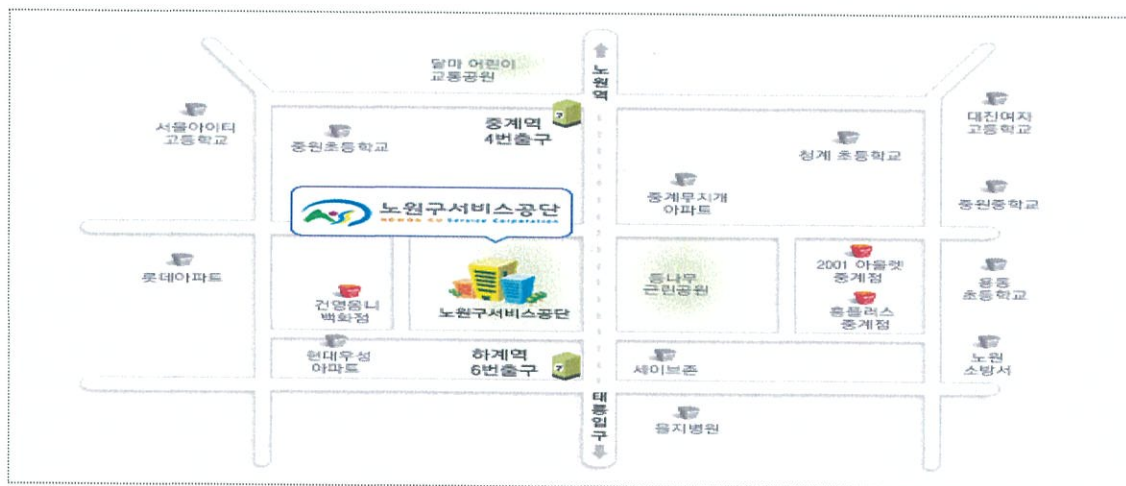 달마 어린이
교통공원
노원역
서울아이티
고등학교
중원초등학교
7
중계역
4번출구
대진여자
고등학교
청계 초등학교
중계무지개
아파트
중원중학교
노원구서비스공단
NOWON GU Service Corporation
롯데아파트
건영옴니
백화점
노원구서비스공단
등나무
근린공원
2001 아울렛
중계점
홈플러스
중계점
용동
초등학교
현대우성
아파트
하계역
6번출구
7
세이브존
노원
소방서
태릉입구
을지병원